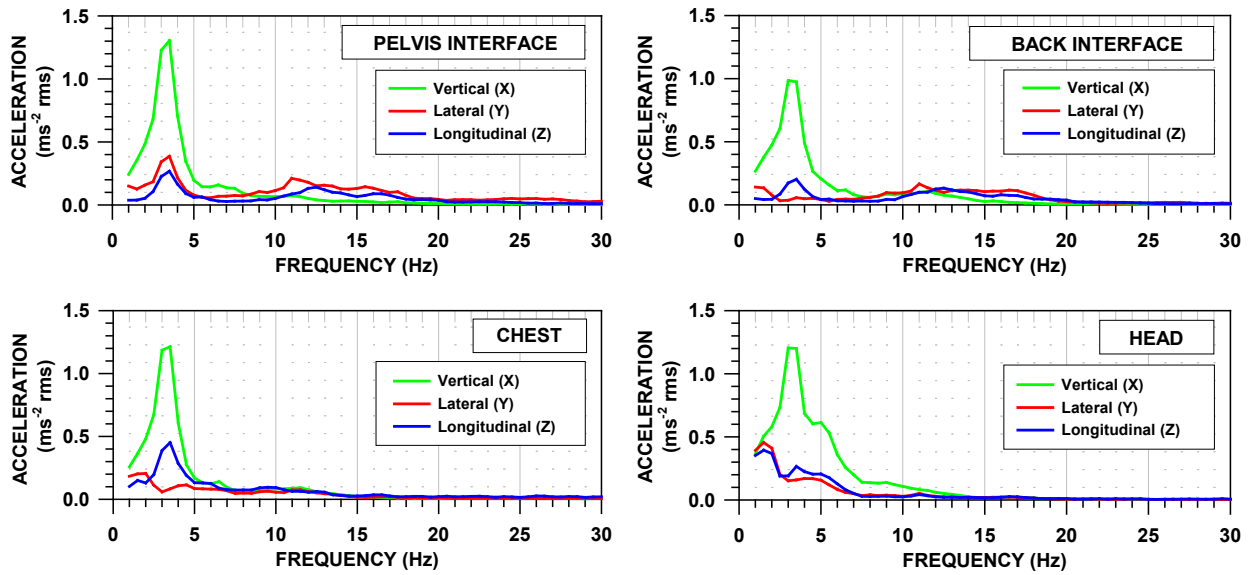 PELVIS INTERFACE
ACCELERATION
(ms⁻² rms)
1.5
1.0
0.5
0.0
Vertical (X)
Lateral (Y)
Longitudinal (Z)
0 5 10 15 20 25 30
FREQUENCY (Hz)
BACK INTERFACE
ACCELERATION
(ms⁻² rms)
1.5
1.0
0.5
0.0
Vertical (X)
Lateral (Y)
Longitudinal (Z)
0 5 10 15 20 25 30
FREQUENCY (Hz)
CHEST
ACCELERATION
(ms⁻² rms)
1.5
1.0
0.5
0.0
Vertical (X)
Lateral (Y)
Longitudinal (Z)
0 5 10 15 20 25 30
FREQUENCY (Hz)
HEAD
ACCELERATION
(ms⁻² rms)
1.5
1.0
0.5
0.0
Vertical (X)
Lateral (Y)
Longitudinal (Z)
0 5 10 15 20 25 30
FREQUENCY (Hz)